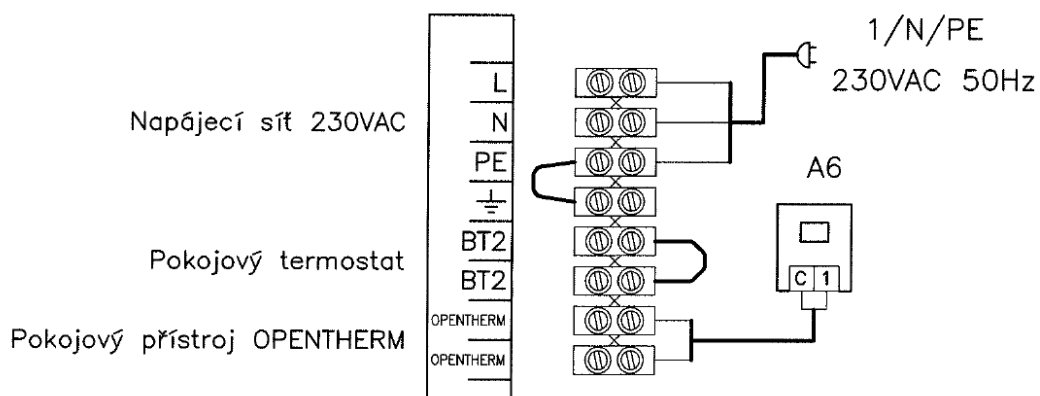 1/N/PE
230VAC 50Hz
L
Napájecí síť 230VAC
N
PE
A6
BT2
Pokojový termostat
BT2
C 1
OPENTHERM
Pokojový přístroj OPENTHERM
OPENTHERM